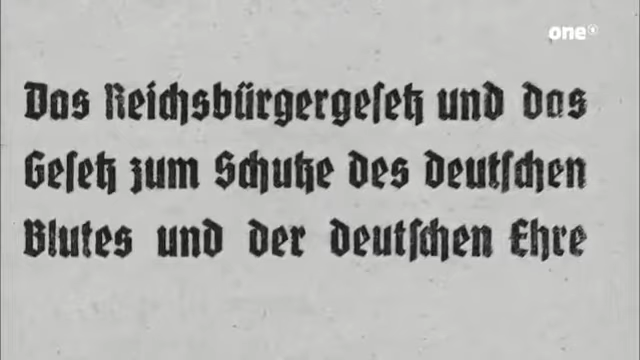 one
Das Reichsbürgergesetz und das
Gesetz zum Schutze des deutschen
Blutes und der deutschen Ehre